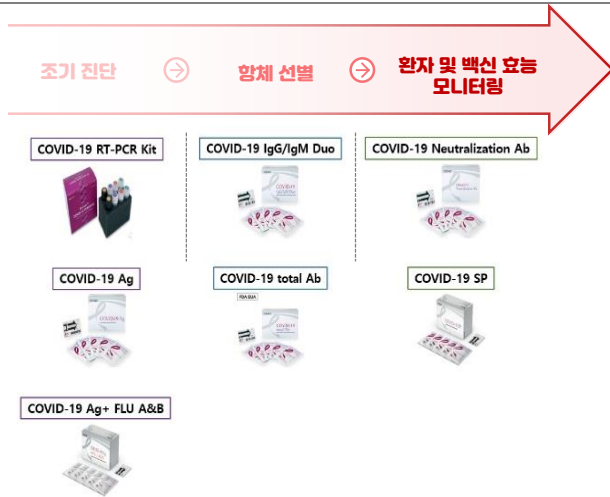 조기 진단
항체 선별
환자 및 백신 효능
모니터링
COVID-19 RT-PCR Kit
COVID-19 IgG/IgM Duo
COVID-19 Neutralization Ab
COVID-19 Ag
COVID-19 total Ab
COVID-19 SP
FDA EUA
COVID-19 Ag+ FLU A&B